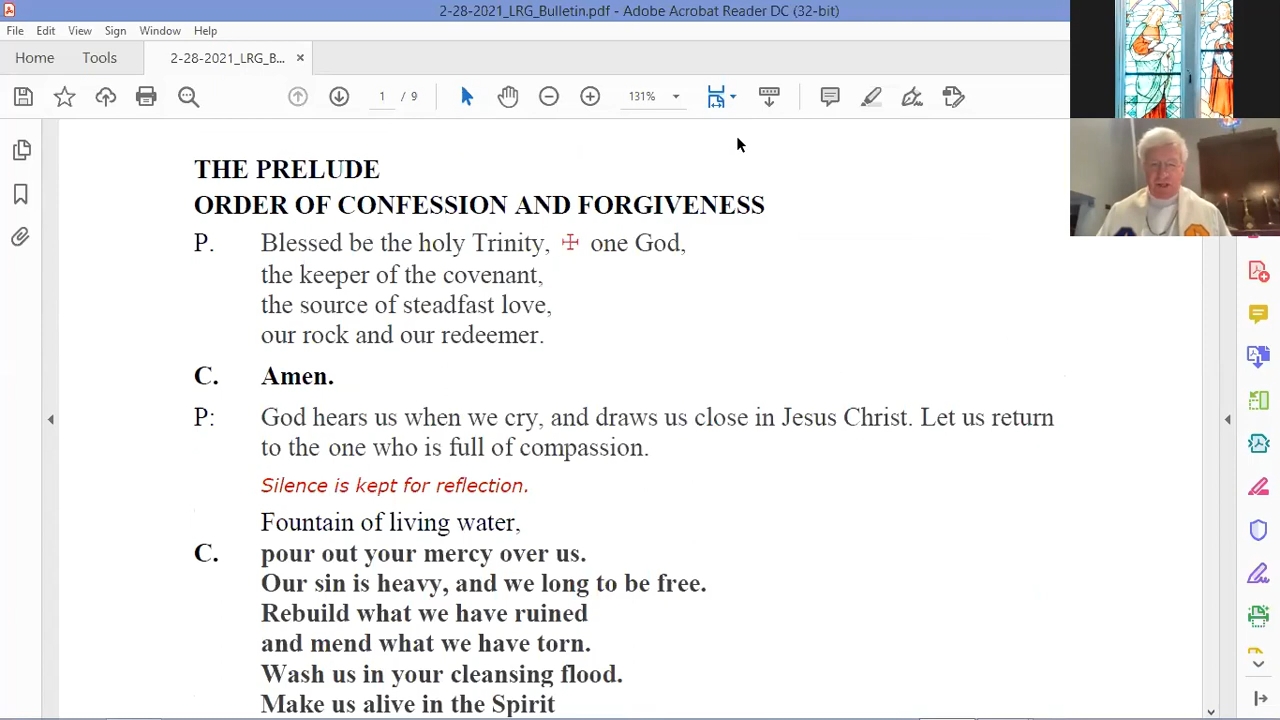 2-28-2021_LRG_Bulletin.pdf - Adobe Acrobat Reader DC (32-bit)
File Edit View Sign Window Help
Home Tools 2-28-2021_LRG_B... ×
1 / 9 131%
THE PRELUDE
ORDER OF CONFESSION AND FORGIVENESS
P. Blessed be the holy Trinity, ☩ one God,
the keeper of the covenant,
the source of steadfast love,
our rock and our redeemer.
C. Amen.
P: God hears us when we cry, and draws us close in Jesus Christ. Let us return
to the one who is full of compassion.
Silence is kept for reflection.
Fountain of living water,
C. pour out your mercy over us.
Our sin is heavy, and we long to be free.
Rebuild what we have ruined
and mend what we have torn.
Wash us in your cleansing flood.
Make us alive in the Spirit